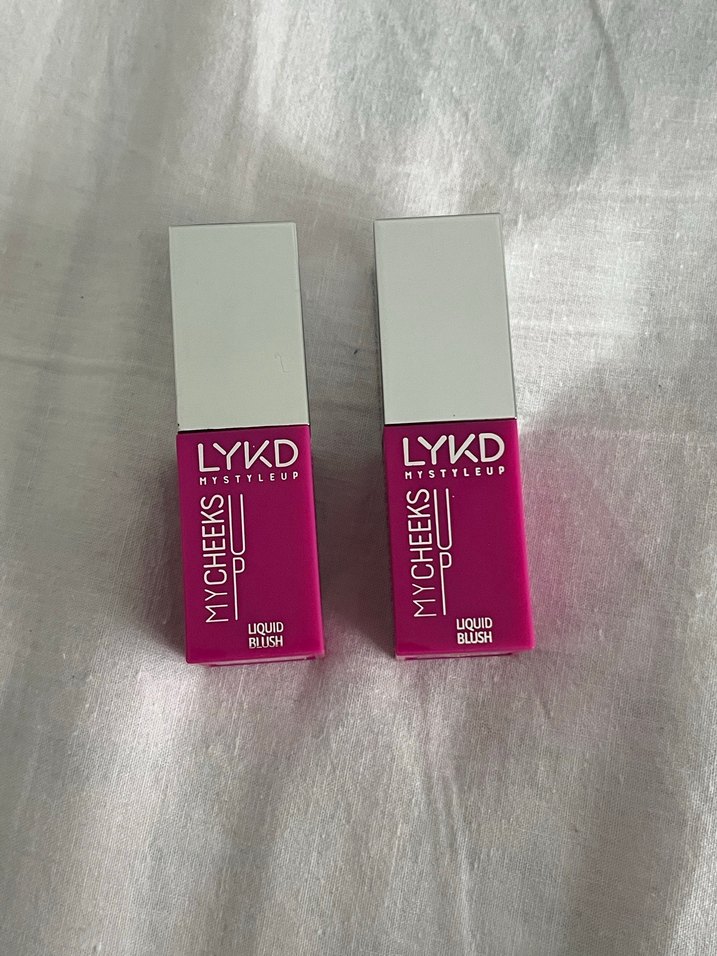 LYKD
MYSTYLEUP
MYCHEEKS
UP
LIQUID
BLUSH
LYKD
MYSTYLEUP
MYCHEEKS
UP
LIQUID
BLUSH